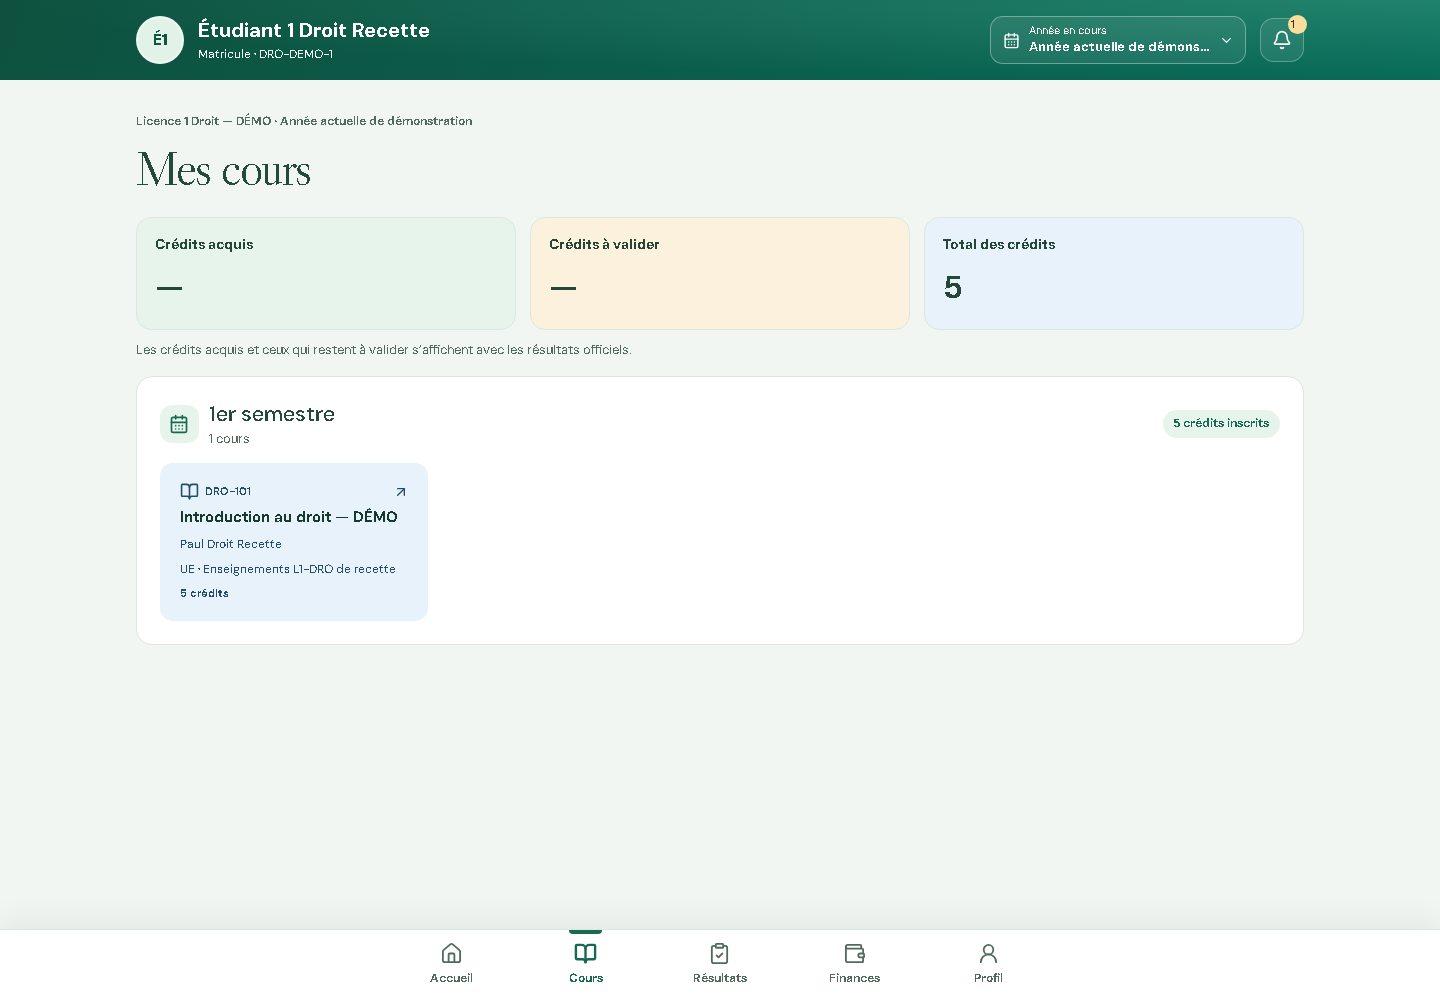 É1
Étudiant 1 Droit Recette
Matricule · DRO-DEMO-1
Année en cours
Année actuelle de démons...
1
Licence 1 Droit — DÉMO · Année actuelle de démonstration
Mes cours
Crédits acquis
—
Crédits à valider
—
Total des crédits
5
Les crédits acquis et ceux qui restent à valider s’affichent avec les résultats officiels.
1er semestre
1 cours
5 crédits inscrits
DRO-101
Introduction au droit — DÉMO
Paul Droit Recette
UE · Enseignements L1-DRO de recette
5 crédits
Accueil
Cours
Résultats
Finances
Profil